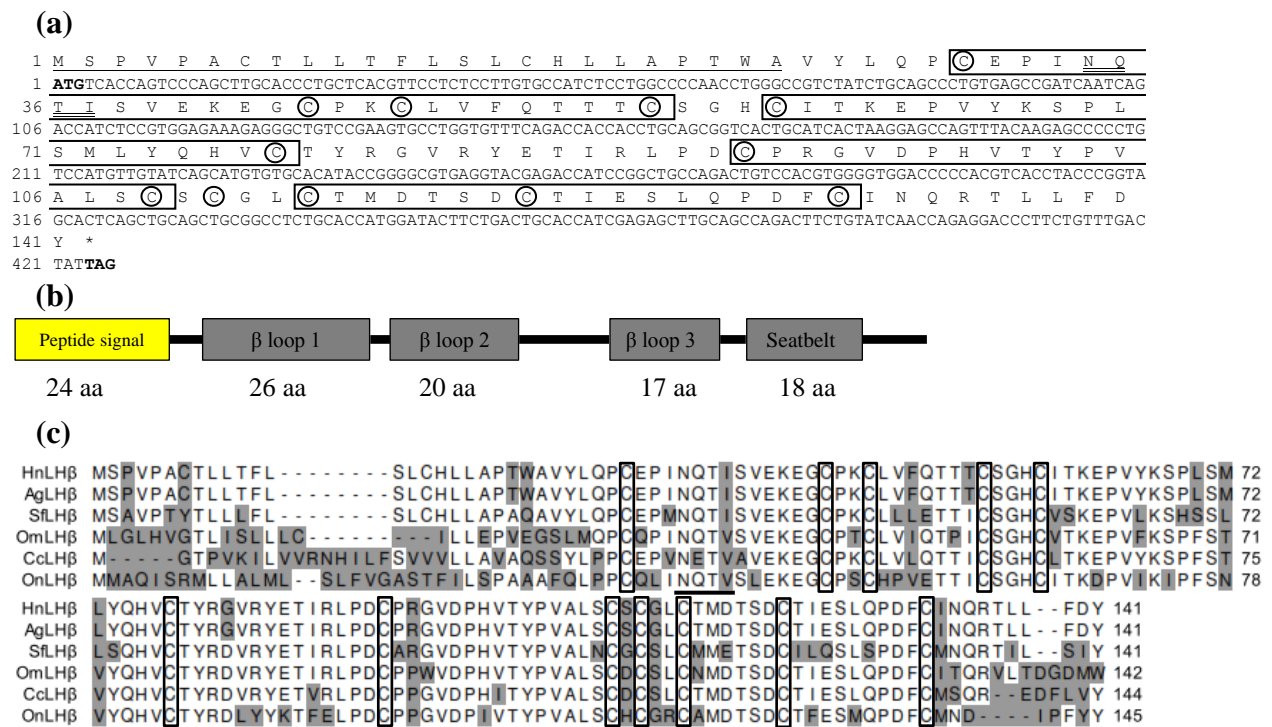 (a)
1 M S P V P A C T L L T F L S L C H L L A P T W A V Y L Q P C E P I N Q
1 ATGTCACCAGTCCCAGCTTGCACCCTGCTCACGTTCCTCTCCTTGTGCCATCTCCTGGCCCCAACCTGGGCCGTCTATCTGCAGCCCTGTGAGCCGATCAATCAG
36 T I S V E K E G C P K C L V F Q T T T C S G H C I T K E P V Y K S P L
106 ACCATCTCCGTGGAGAAAGAGGGCTGTCCGAAGTGCCTGGTGTTTCAGACCACCACCTGCAGCGGTCACTGCATCACTAAGGAGCCAGTTTACAAGAGCCCCCTG
71 S M L Y Q H V C T Y R G V R Y E T I R L P D C P R G V D P H V T Y P V
211 TCCATGTTGTATCAGCATGTGTGCACATACCGGGGCGTGAGGTACGAGACCATCCGGCTGCCAGACTGTCCACGTGGGGTGGACCCCCACGTCACCTACCCGGTA
106 A L S C S C G L C T M D T S D C T I E S L Q P D F C I N Q R T L L F D
316 GCACTCAGCTGCAGCTGCGGCCTCTGCACCATGGATACTTCTGACTGCACCATCGAGAGCTTGCAGCCAGACTTCTGTATCAACCAGAGGACCCTTCTGTTTGAC
141 Y *
421 TATTAG
(b)
Peptide signal β loop 1 β loop 2 β loop 3 Seatbelt
24 aa 26 aa 20 aa 17 aa 18 aa
(c)
HnLHβ MSPVPACTLLTFL--------SLCHLLAPTWAVYLQPCEPINQTISVEKEGCPKCLVFQTTTCSGHCITKEPVYKSPLSM 72
AgLHβ MSPVPACTLLTFL--------SLCHLLAPTWAVYLQPCEPINQTISVEKEGCPKCLVFQTTTCSGHCITKEPVYKSPLSM 72
SfLHβ MSAVPTYTLLLFL--------SLCHLLAPAQAVYLQPCEPMNQTISVEKEGCPKCLLLETTICSGHCVSKEPVLKSHSSL 72
OmLHβ MLGLHVGTLISLLLC--------ILLEPVEGSLMQPCQPINQTVSVEKEGCPTCLVIQTPICSGHCVTKEPVFKSPFST 71
CcLHβ M-----GTPVKILVVRNHILFSVVVLLAVAQSSYLPPCEPVNETVAVEKEGCPKCLVLQTTICSGHCLTKEPVYKSPFST 75
OnLHβ MMAQISRMLLALML--SLFVGASTFILSPAAAFQLPPCQLINQTVSLEKEGCPSCHPVETTICSGHCITKDPVIKIPFSN 78
HnLHβ LYQHVCTYRGVRYETIRLPDCPRGVDPHVTYPVALSCSCGLCTMDTSDCTIESLQPDFCINQRTLL--FDY 141
AgLHβ LYQHVCTYRGVRYETIRLPDCPRGVDPHVTYPVALSCSCGLCTMDTSDCTIESLQPDFCINQRTLL--FDY 141
SfLHβ LSQHVCTYRDVRYETIRLPDCARGVDPHVTYPVALNCGCSLCMMETSDCILQSLSPDFCMNQRTIL--SIY 141
OmLHβ VYQHVCTYRDVRYETIRLPDCPPWVDPHVTYPVALSCDCSLCNMDTSDCTIESLQPDFCITQRVLTDGDMW 142
CcLHβ VYQHVCTYRDVRYETVRLPDCPPGVDPHITYPVALSCDCSLCTMDTSDCTIESLQPDFCMSQR--EDFLVY 144
OnLHβ VYQHVCTYRDLYYKTFELPDCPPGVDPIVTYPVALSCHCGRCAMDTSDCTFESMQPDFCMND----IPFYY 145